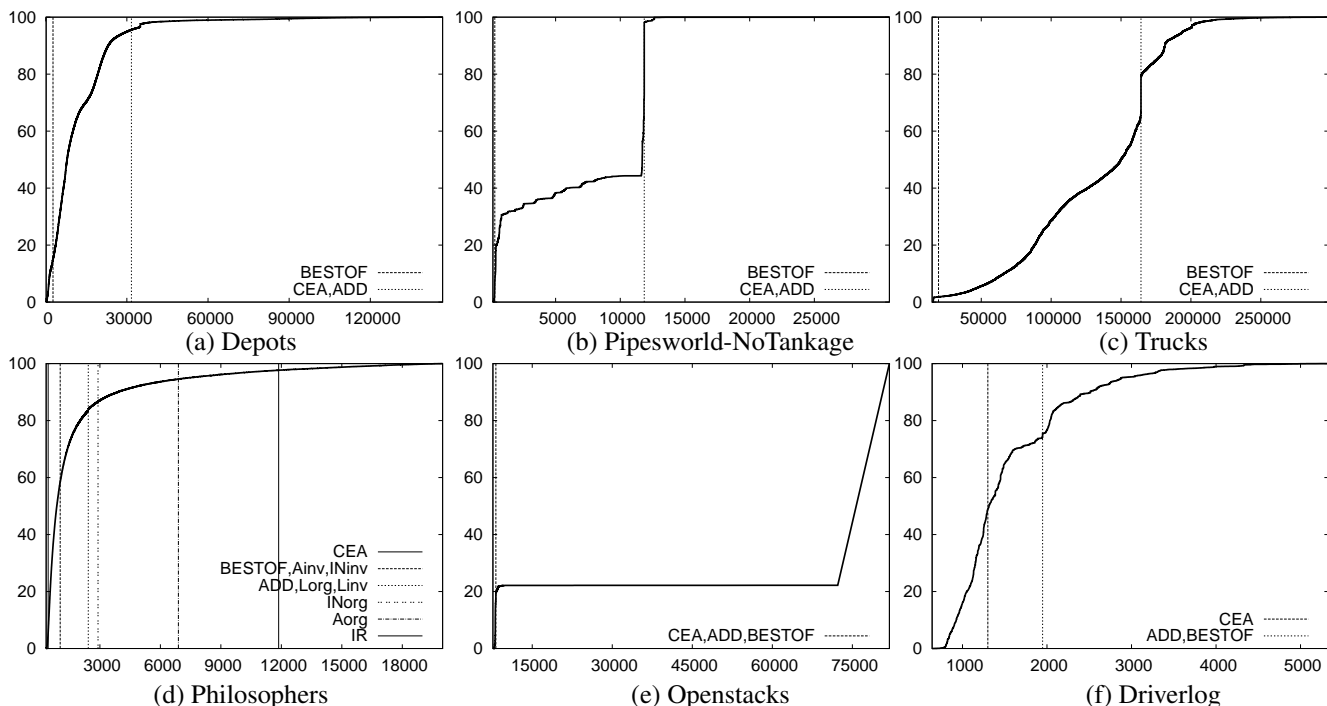 100
80
60
40
20
0
BESTOF
CEA,ADD
0 30000 60000 90000 120000
(a) Depots
100
80
60
40
20
0
BESTOF
CEA,ADD
5000 10000 15000 20000 25000
(b) Pipesworld-NoTankage
100
80
60
40
20
0
BESTOF
CEA,ADD
50000 100000 150000 200000 250000
(c) Trucks
100
80
60
40
20
0
CEA
BESTOF,Ainv,INinv
ADD,Lorg,Linv
INorg
Aorg
IR
3000 6000 9000 12000 15000 18000
(d) Philosophers
100
80
60
40
20
0
CEA,ADD,BESTOF
15000 30000 45000 60000 75000
(e) Openstacks
100
80
60
40
20
0
CEA
ADD,BESTOF
1000 2000 3000 4000 5000
(f) Driverlog